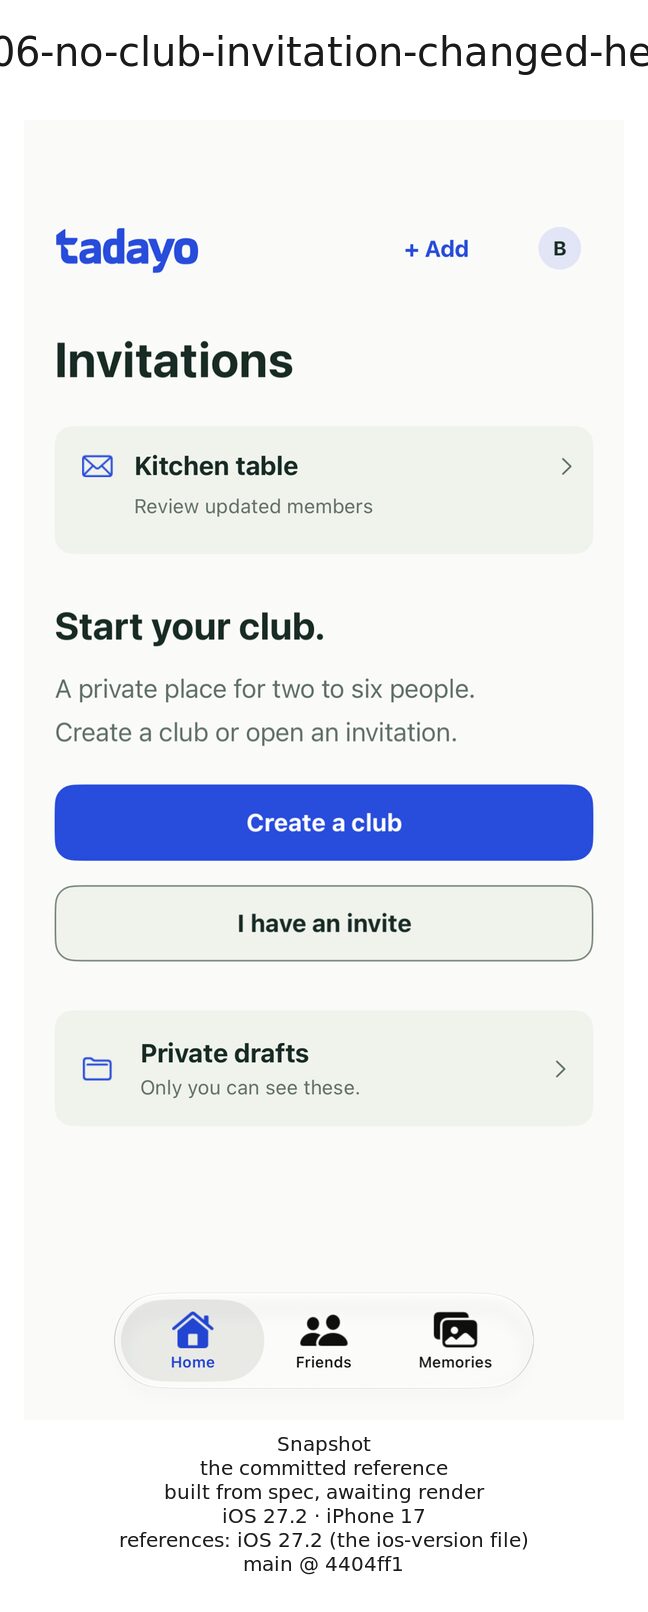 06-no-club-invitation-changed-he
tadayo
+ Add
B
Invitations
Kitchen table
Review updated members
Start your club.
A private place for two to six people.
Create a club or open an invitation.
Create a club
I have an invite
Private drafts
Only you can see these.
Home
Friends
Memories
Snapshot
the committed reference
built from spec, awaiting render
iOS 27.2 · iPhone 17
references: iOS 27.2 (the ios-version file)
main @ 4404ff1